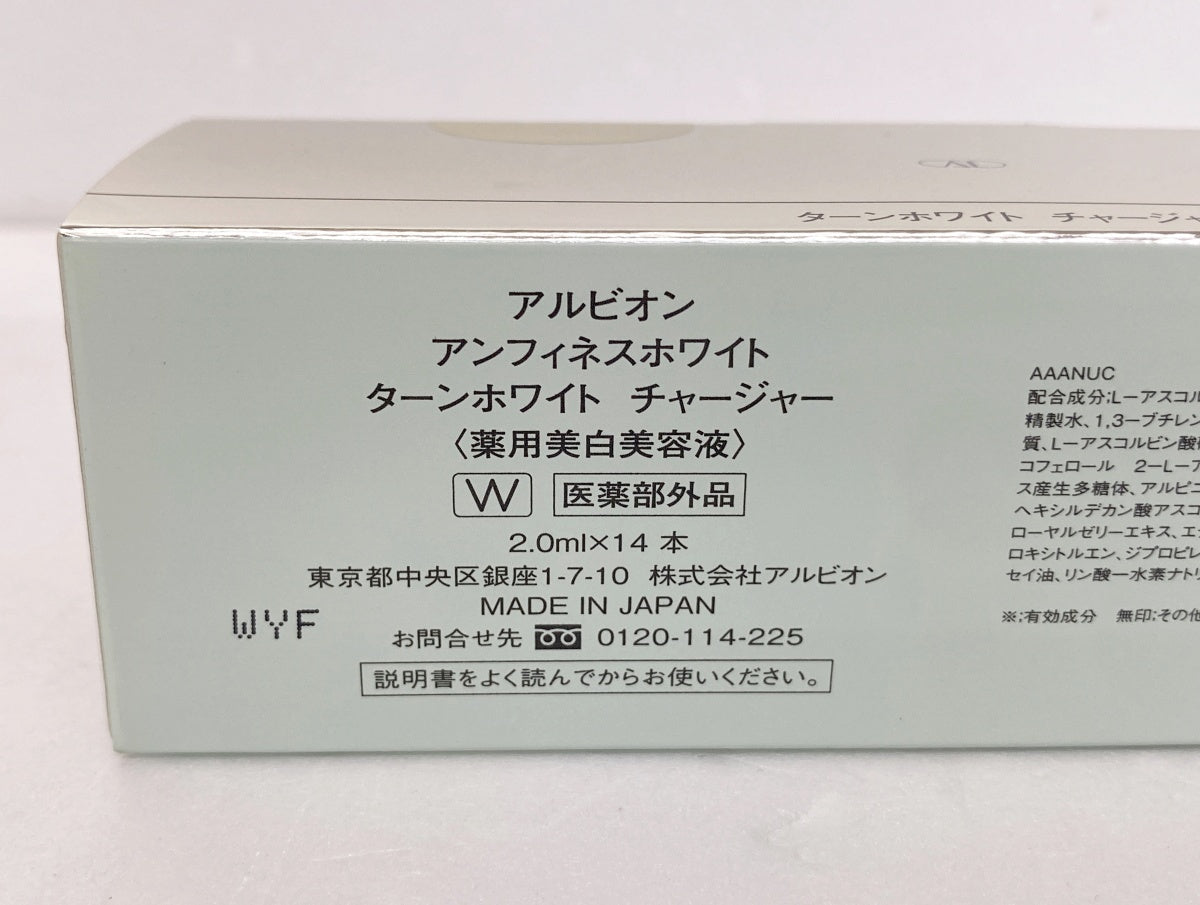 ターンホワイト チャージャ
アルビオン
アンフィネスホワイト
ターンホワイト チャージャー
〈薬用美白美容液〉
W 医薬部外品
2.0ml×14 本
東京都中央区銀座1-7-10 株式会社アルビオン
MADE IN JAPAN
WYF
お問合せ先 0120-114-225
説明書をよく読んでからお使いください。
AAANUC
配合成分;L-アスコル
精製水、1,3-ブチレン
質、L-アスコルビン酸
コフェロール 2-L-ア
ス産生多糖体、アルピニ
ヘキシルデカン酸アスコ
ローヤルゼリーエキス、エ
ロキシトルエン、ジプロピレ
セイ油、リン酸一水素ナトリ
※;有効成分 無印;その他